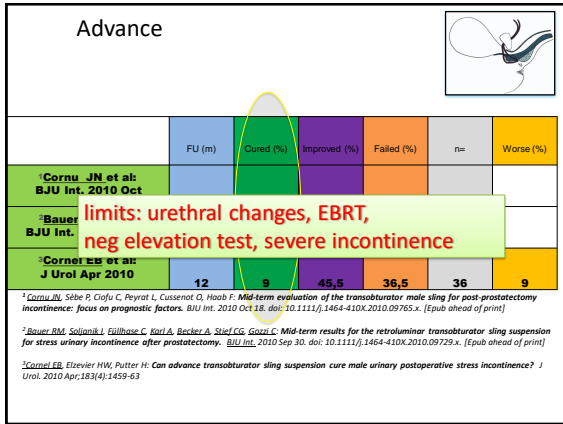 Advance
FU (m) Cured (%) Improved (%) Failed (%) n= Worse (%)
¹Cornu JN et al:
BJU Int. 2010 Oct
²Bauer
BJU Int.
limits: urethral changes, EBRT,
neg elevation test, severe incontinence
³Cornel EB et al:
J Urol Apr 2010
12 9 45,5 36,5 36 9
¹ Cornu JN, Sèbe P, Ciofu C, Peyrat L, Cussenot O, Haab F: Mid-term evaluation of the transobturator male sling for post-prostatectomy
incontinence: focus on prognostic factors. BJU Int. 2010 Oct 18. doi: 10.1111/j.1464-410X.2010.09765.x. [Epub ahead of print]
² Bauer RM, Soljanik I, Füllhase C, Karl A, Becker A, Stief CG, Gozzi C: Mid-term results for the retroluminar transobturator sling suspension
for stress urinary incontinence after prostatectomy. BJU Int. 2010 Sep 30. doi: 10.1111/j.1464-410X.2010.09729.x. [Epub ahead of print]
³Cornel EB, Elzevier HW, Putter H: Can advance transobturator sling suspension cure male urinary postoperative stress incontinence? J
Urol. 2010 Apr;183(4):1459-63